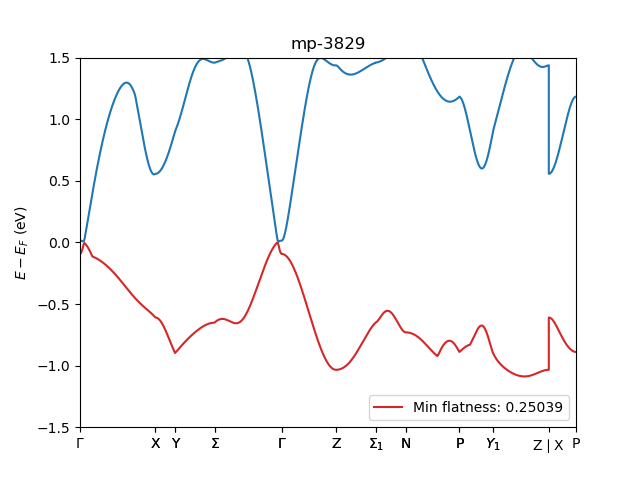 mp-3829
1.5
1.0
0.5
0.0
−0.5
−1.0
−1.5
E − E_F (eV)
Min flatness: 0.25039
Γ X Y Σ Γ Z Σ₁ N P Y₁ Z | X P